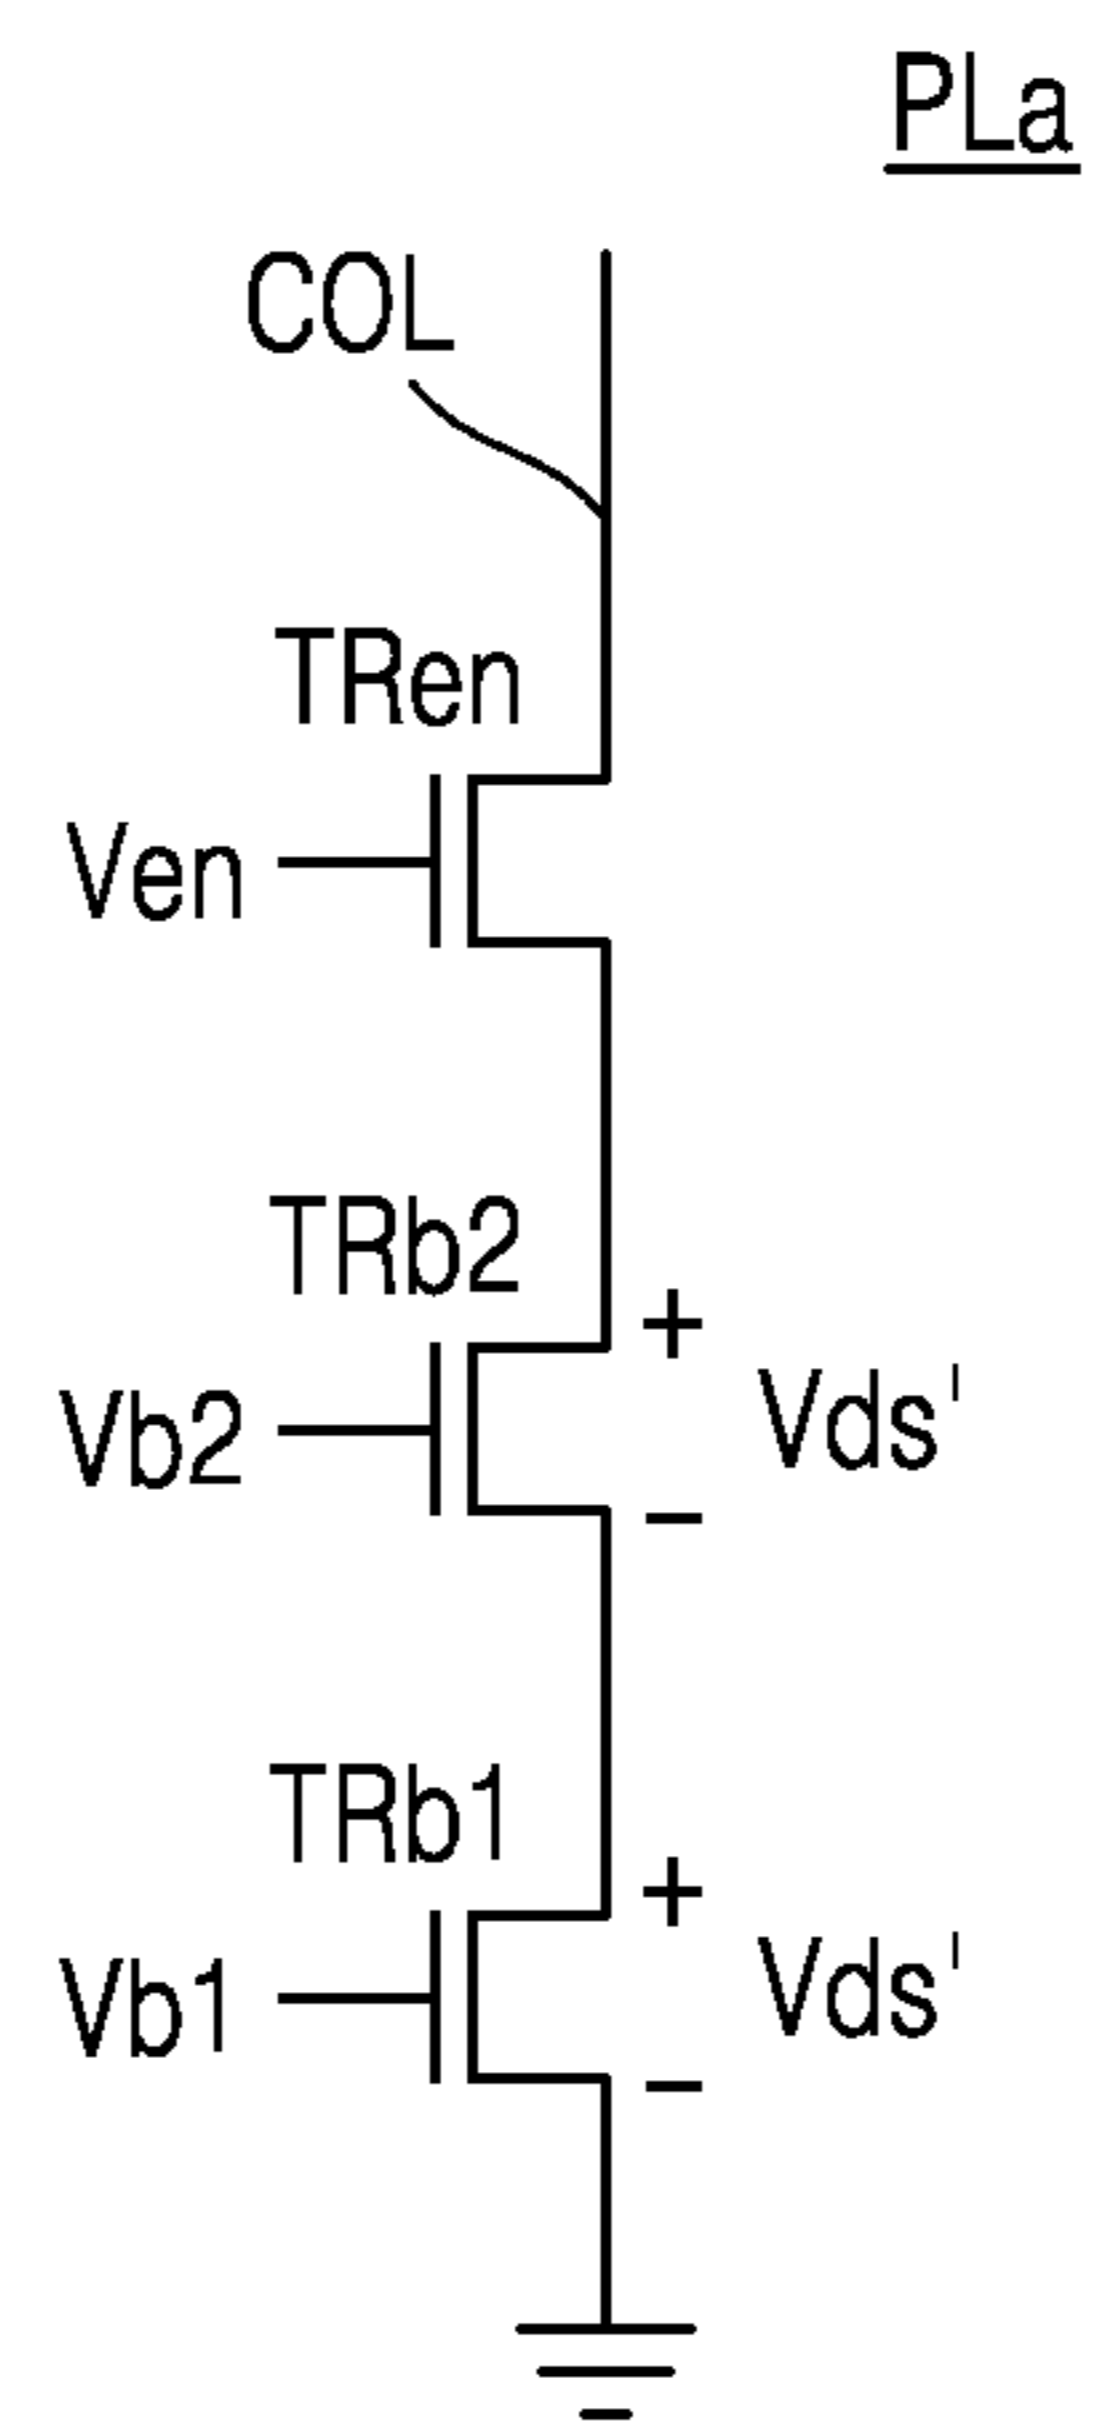 PLa
COL
TRen
Ven
TRb2
+
Vb2
Vds'
−
TRb1
+
Vb1
Vds'
−